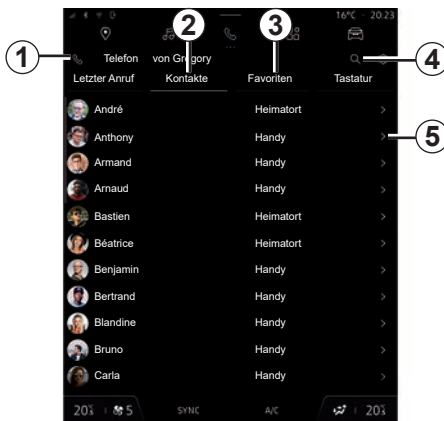 16°C · 20:23
1 Telefon von Gregory 2 3 4
Letzter Anruf Kontakte Favoriten Tastatur
André Heimatort
Anthony Handy 5
Armand Handy
Arnaud Handy
Bastien Heimatort
Béatrice Heimatort
Benjamin Handy
Bertrand Handy
Blandine Handy
Bruno Handy
Carla Handy
5 SYNC A/C